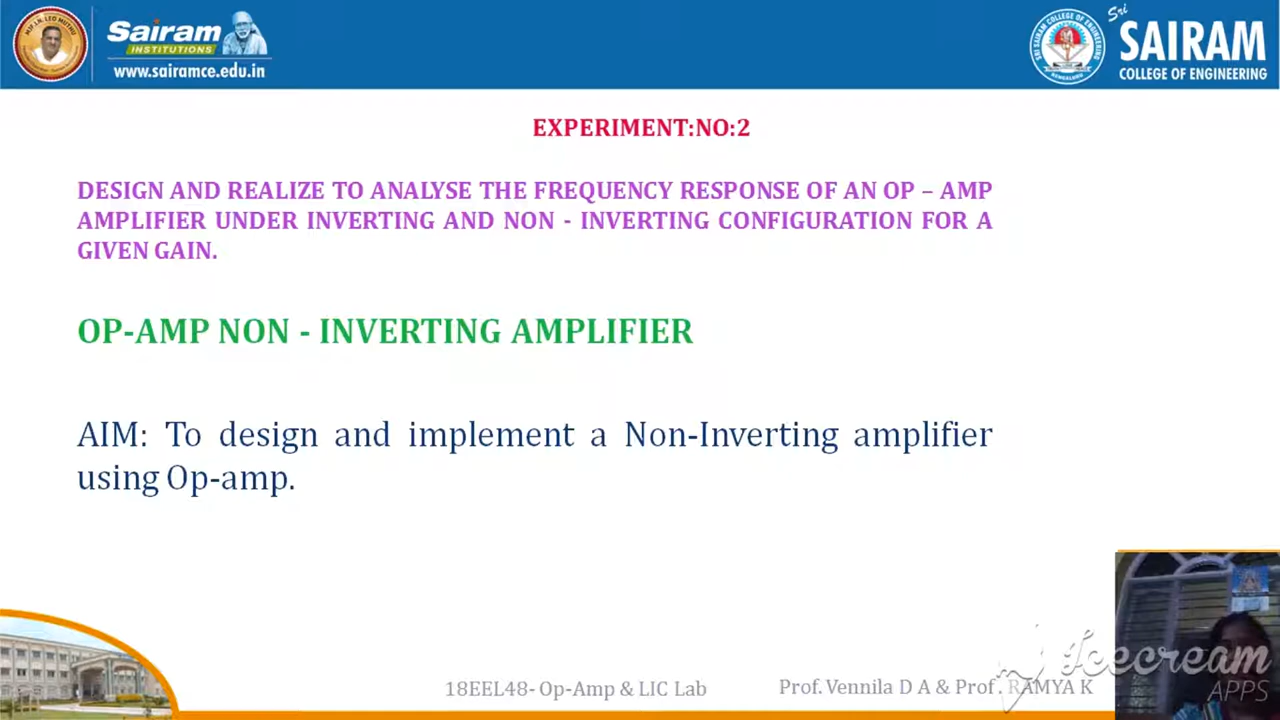 Sairam
INSTITUTIONS
www.sairamce.edu.in
Sri
SAIRAM
COLLEGE OF ENGINEERING
EXPERIMENT:NO:2
DESIGN AND REALIZE TO ANALYSE THE FREQUENCY RESPONSE OF AN OP – AMP
AMPLIFIER UNDER INVERTING AND NON - INVERTING CONFIGURATION FOR A
GIVEN GAIN.
OP-AMP NON - INVERTING AMPLIFIER
AIM: To design and implement a Non-Inverting amplifier
using Op-amp.
18EEL48- Op-Amp & LIC Lab
Prof. Vennila D A & Prof . RAMYA K
Icecream
APPS